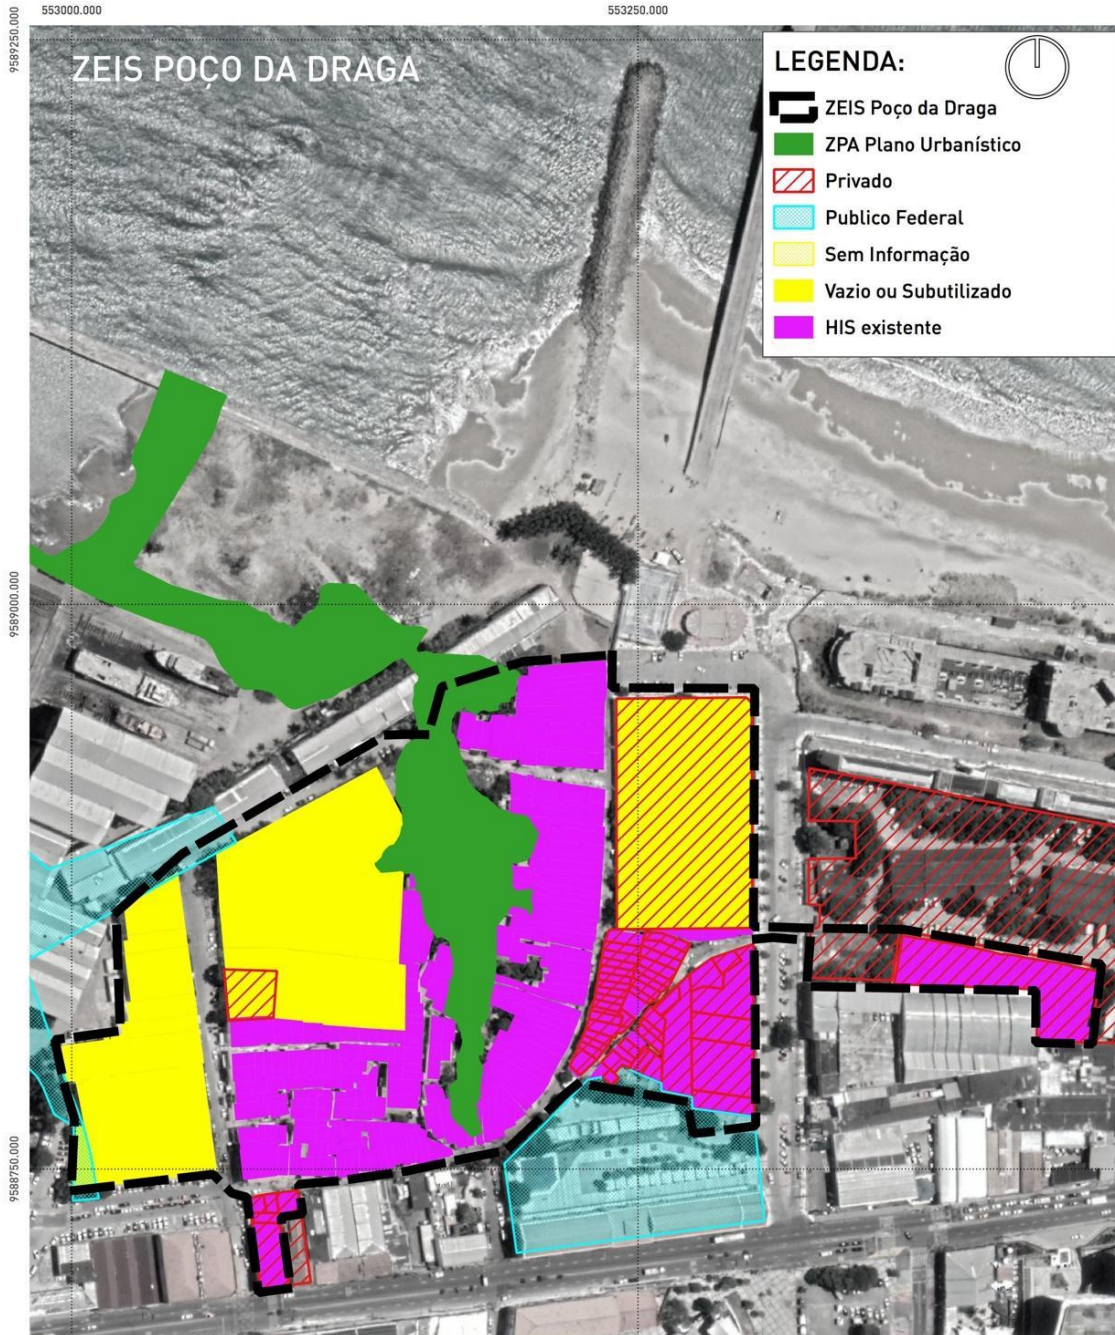 553000.000
553250.000
9589250.000
ZEIS POÇO DA DRAGA
LEGENDA:
ZEIS Poço da Draga
ZPA Plano Urbanístico
Privado
Publico Federal
Sem Informação
Vazio ou Subutilizado
HIS existente
9589000.000
9588750.000